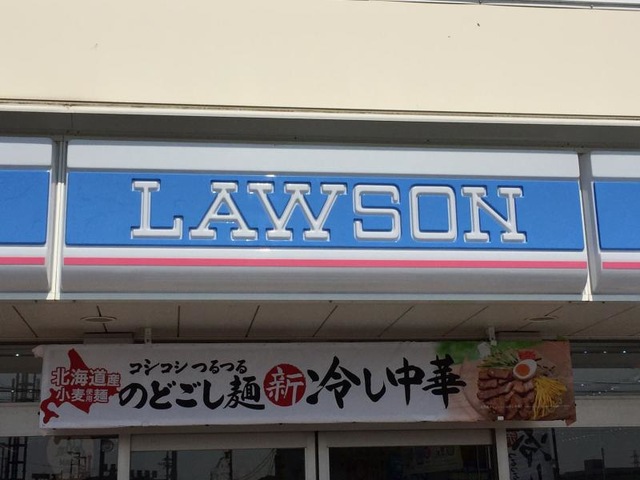 LAWSON
北海道産
小麦使用麺
コシコシ つるつる
のどごし麺 新 冷し中華